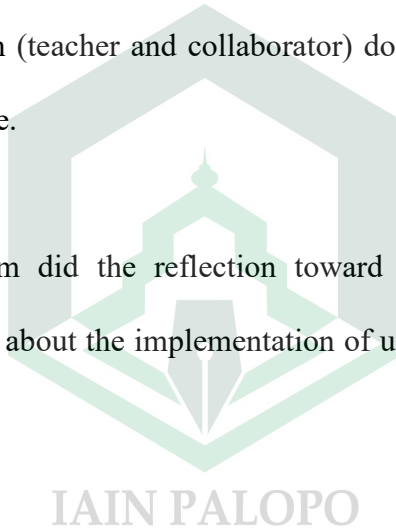 (teacher and collaborator) do
e.
m did the reflection toward
about the implementation of u
IAIN PALOPO